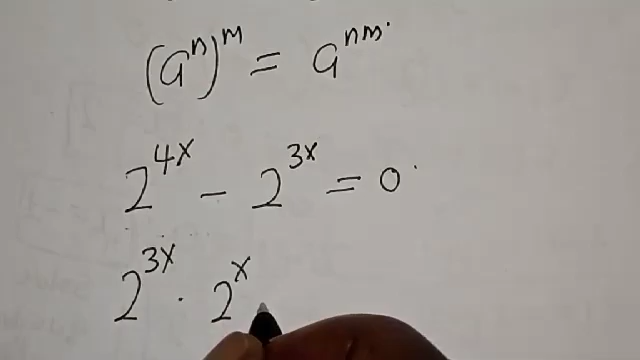 (a^n)^m = a^{nm}.
2^{4x} - 2^{3x} = 0
2^{3x} · 2^x